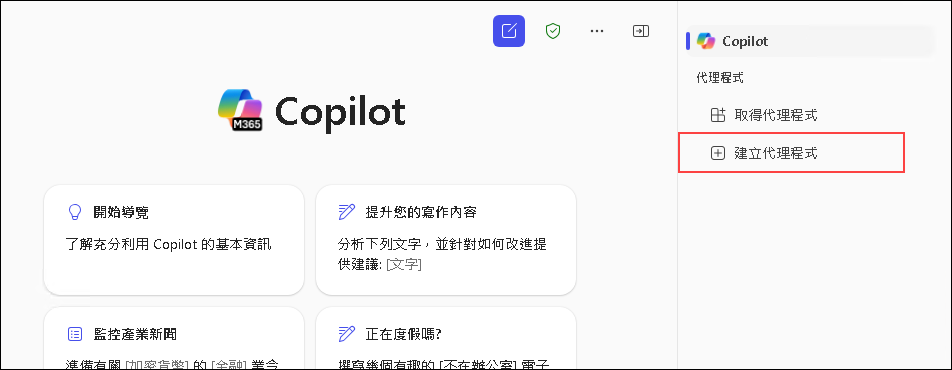 M365
Copilot
開始導覽
了解充分利用 Copilot 的基本資訊
提升您的寫作內容
分析下列文字，並針對如何改進提
供建議: [文字]
監控產業新聞
準備有關 [加密貨幣] 的 [金融] 業今
正在度假嗎?
撰寫幾個有趣的 [不在辦公室] 電子
Copilot
代理程式
取得代理程式
建立代理程式